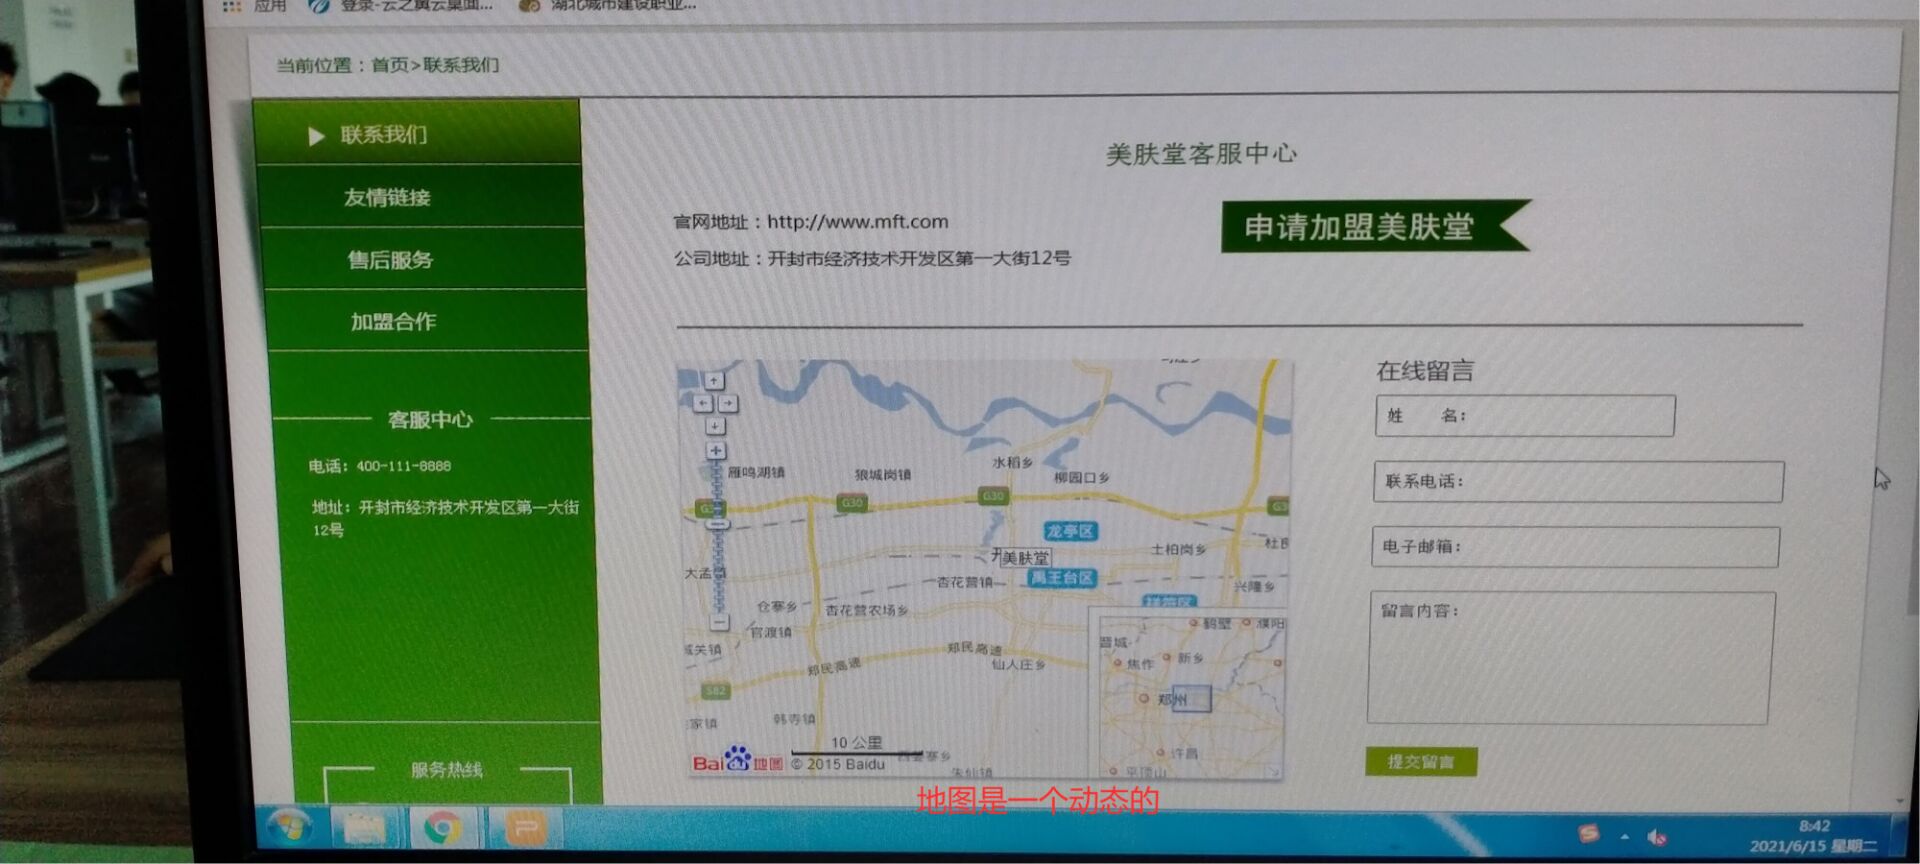 应用
登录-云之翼云桌面...
湖北城市建设职业...
当前位置：首页>联系我们
联系我们
友情链接
售后服务
加盟合作
客服中心
电话：400-111-8888
地址：开封市经济技术开发区第一大街
12号
服务热线
美肤堂客服中心
官网地址：http://www.mft.com
公司地址：开封市经济技术开发区第一大街12号
申请加盟美肤堂
水稻乡
雁鸣湖镇
狼城岗镇
柳园口乡
G30
G30
龙亭区
土柏岗乡
美肤堂
禹王台区
杏花营镇
兴隆乡
仓寨乡
杏花营农场乡
官渡镇
郑民高速
郑民高速
仙人庄乡
S82
韩寺镇
10 公里
Bai du 地图
© 2015 Baidu
朱仙镇
鹤壁
濮阳
晋城
焦作
新乡
郑州
许昌
平顶山
在线留言
姓 名：
联系电话：
电子邮箱：
留言内容：
提交留言
地图是一个动态的
8:42
2021/6/15 星期二